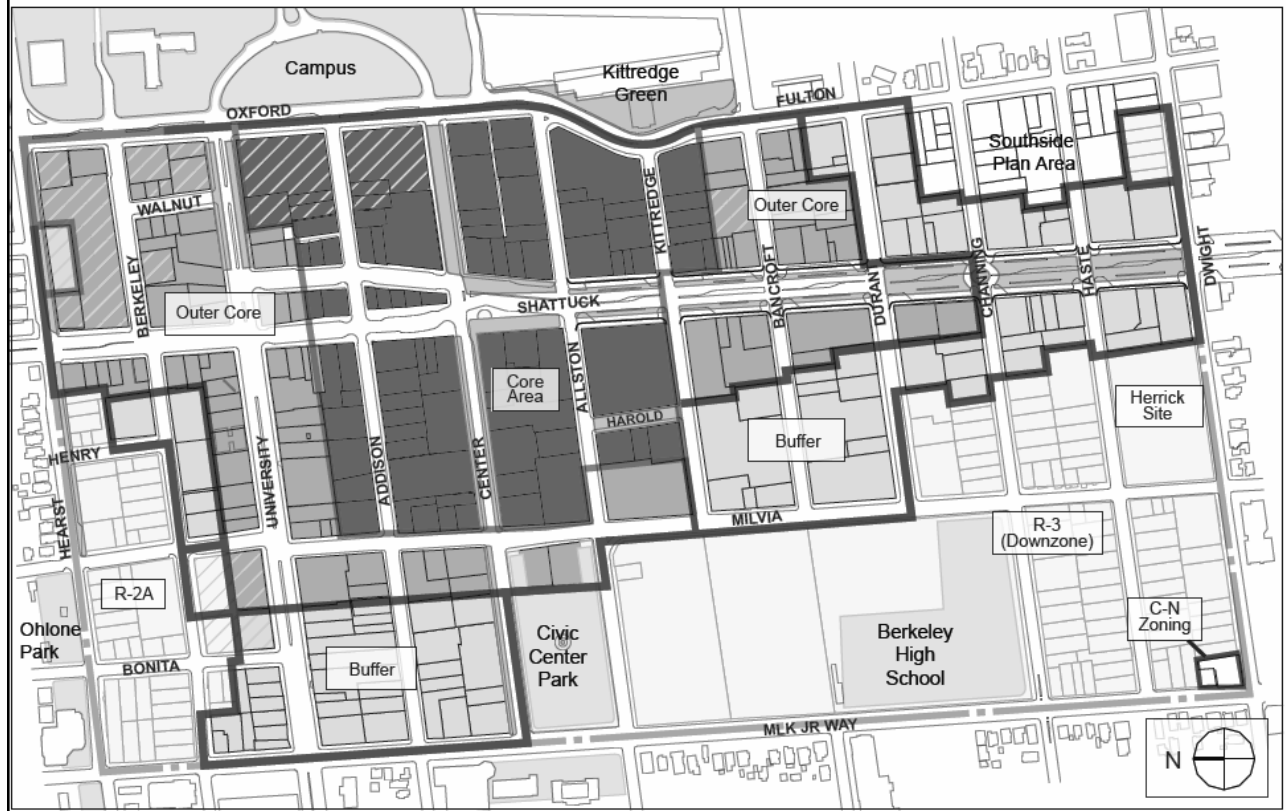 Campus
Kittredge
Green
OXFORD
FULTON
Southside
Plan Area
WALNUT
KITTREDGE
Outer Core
BERKELEY
Outer Core
SHATTUCK
BANCROFT
DURAN
CHANNING
HASTE
DWIGHT
Core
Area
ALLSTON
HAROLD
Herrick
Site
Buffer
HENRY
UNIVERSITY
ADDISON
CENTER
MILVIA
HEARST
R-3
(Downzone)
R-2A
C-N
Zoning
Ohlone
Park
BONITA
Buffer
Civic
Center
Park
Berkeley
High
School
MLK JR WAY
N